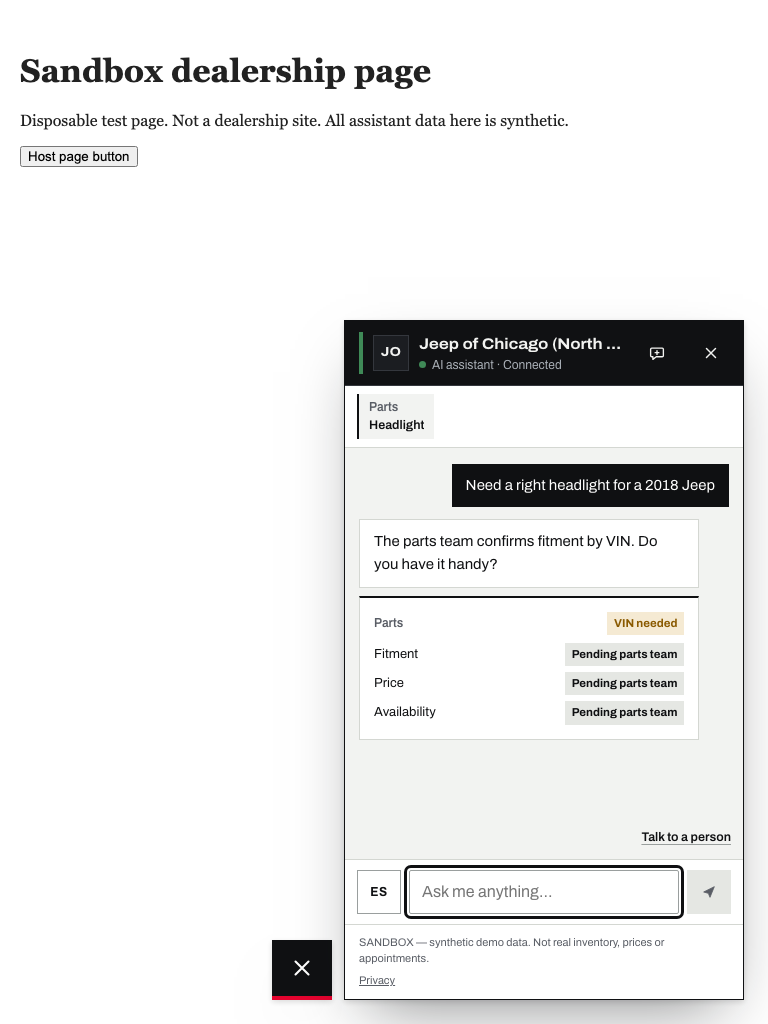 Sandbox dealership page
Disposable test page. Not a dealership site. All assistant data here is synthetic.
Host page button
JO
Jeep of Chicago (North ...
AI assistant · Connected
Parts
Headlight
Need a right headlight for a 2018 Jeep
The parts team confirms fitment by VIN. Do
you have it handy?
Parts
VIN needed
Fitment
Pending parts team
Price
Pending parts team
Availability
Pending parts team
Talk to a person
ES
Ask me anything...
SANDBOX — synthetic demo data. Not real inventory, prices or
appointments.
Privacy